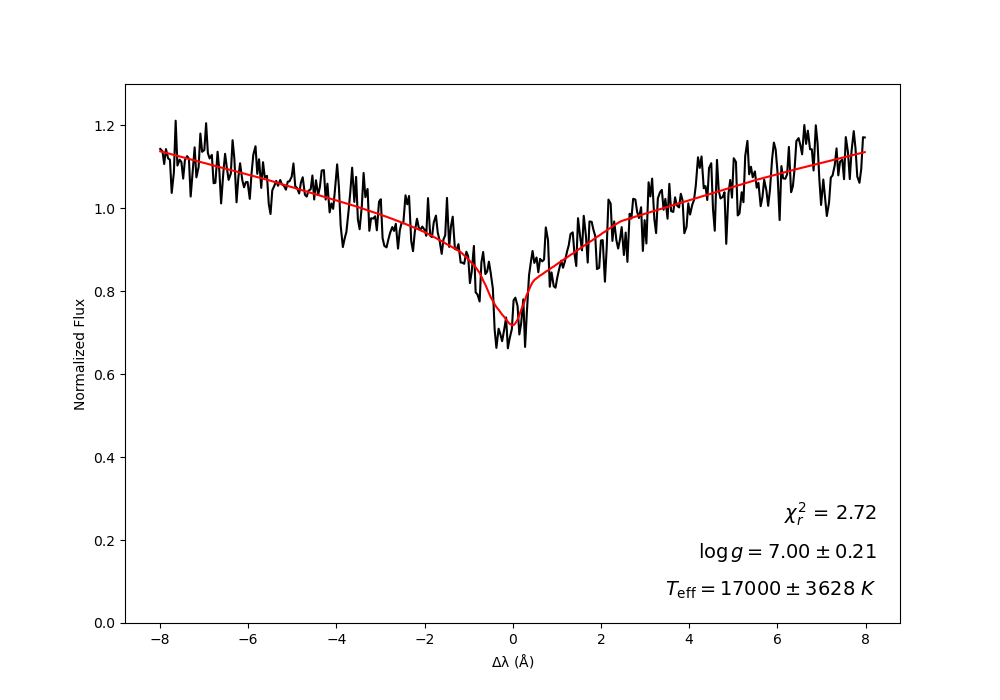 1.2
1.0
0.8
0.6
0.4
0.2
0.0
Normalized Flux
χ²ᵣ = 2.72
log g = 7.00 ± 0.21
T_eff = 17000 ± 3628 K
−8 −6 −4 −2 0 2 4 6 8
Δλ (Å)